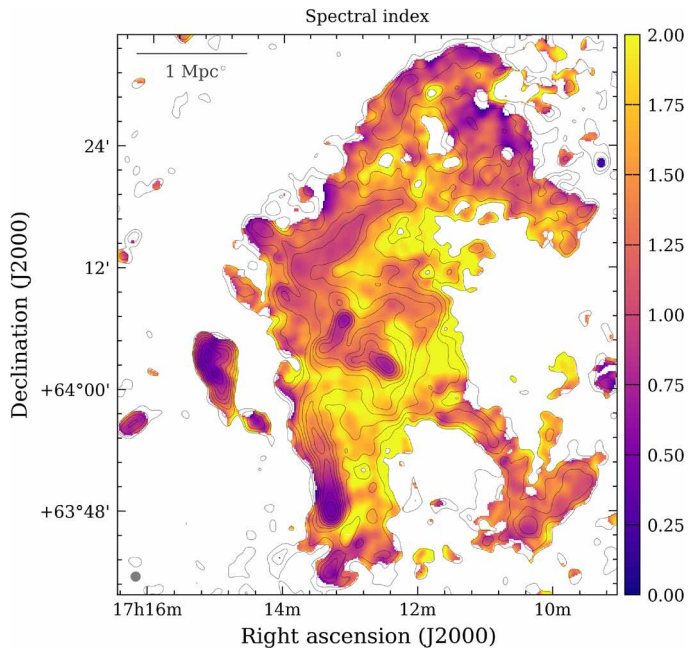 Spectral index
1 Mpc
24'
12'
+64°00'
+63°48'
Declination (J2000)
17h16m 14m 12m 10m
Right ascension (J2000)
2.00
1.75
1.50
1.25
1.00
0.75
0.50
0.25
0.00